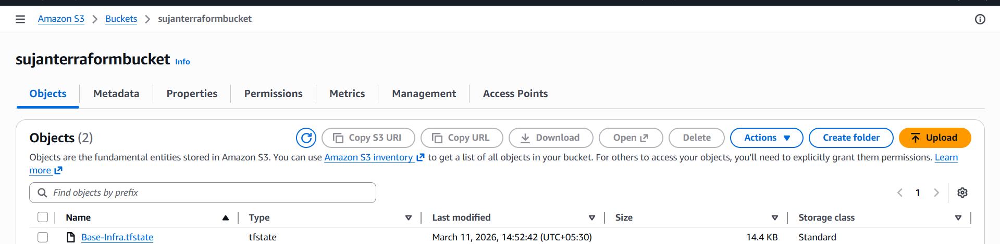 Amazon S3 > Buckets > sujanterraformbucket
sujanterraformbucket Info
Objects Metadata Properties Permissions Metrics Management Access Points
Objects (2) Copy S3 URI Copy URL Download Open Delete Actions Create folder Upload
Objects are the fundamental entities stored in Amazon S3. You can use Amazon S3 inventory to get a list of all objects in your bucket. For others to access your objects, you'll need to explicitly grant them permissions. Learn
more
Find objects by prefix
1
Name Type Last modified Size Storage class
Base-Infra.tfstate tfstate March 11, 2026, 14:52:42 (UTC+05:30) 14.4 KB Standard